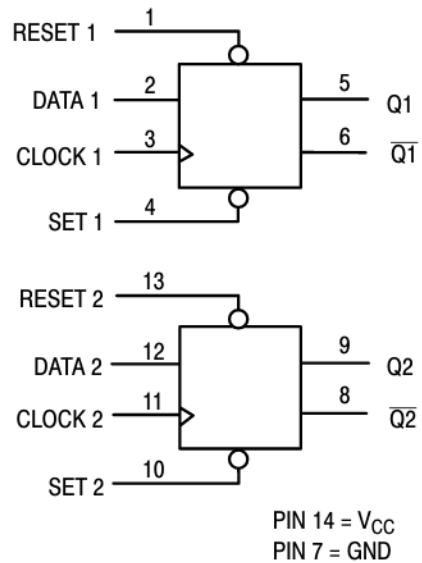 RESET 1 1
DATA 1 2 5 Q1
CLOCK 1 3 6 Q1
SET 1 4
RESET 2 13
DATA 2 12 9 Q2
CLOCK 2 11 8 Q2
SET 2 10
PIN 14 = VCC
PIN 7 = GND